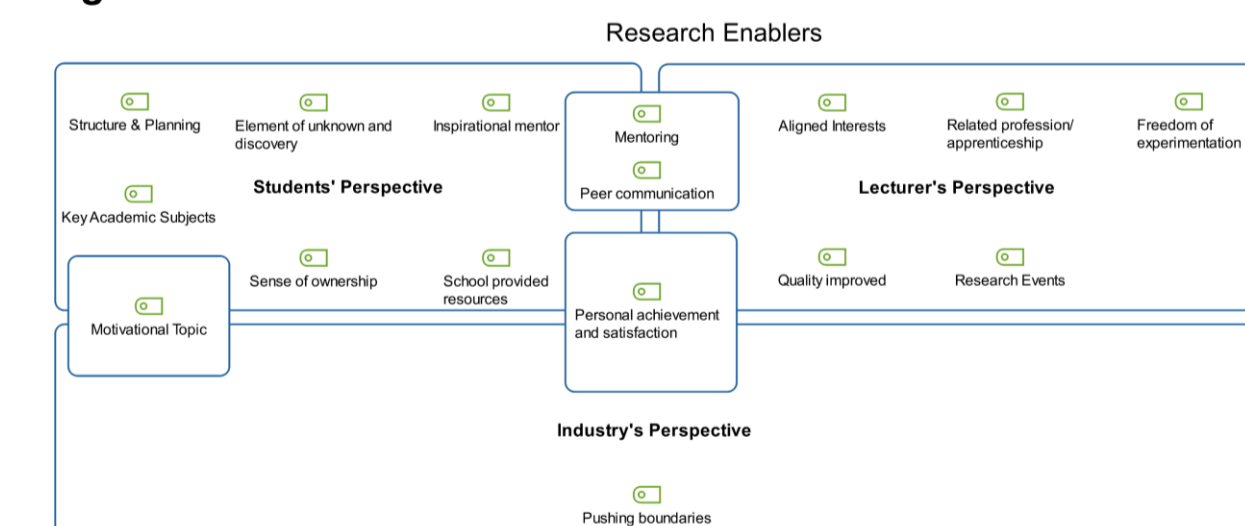 g
Research Enablers
Structure & Planning
Element of unknown and
discovery
Inspirational mentor
Mentoring
Peer communication
Aligned Interests
Related profession/
apprenticeship
Freedom of
experimentation
Students' Perspective
Lecturer's Perspective
Key Academic Subjects
Sense of ownership
School provided
resources
Quality improved
Research Events
Motivational Topic
Personal achievement
and satisfaction
Industry's Perspective
Pushing boundaries